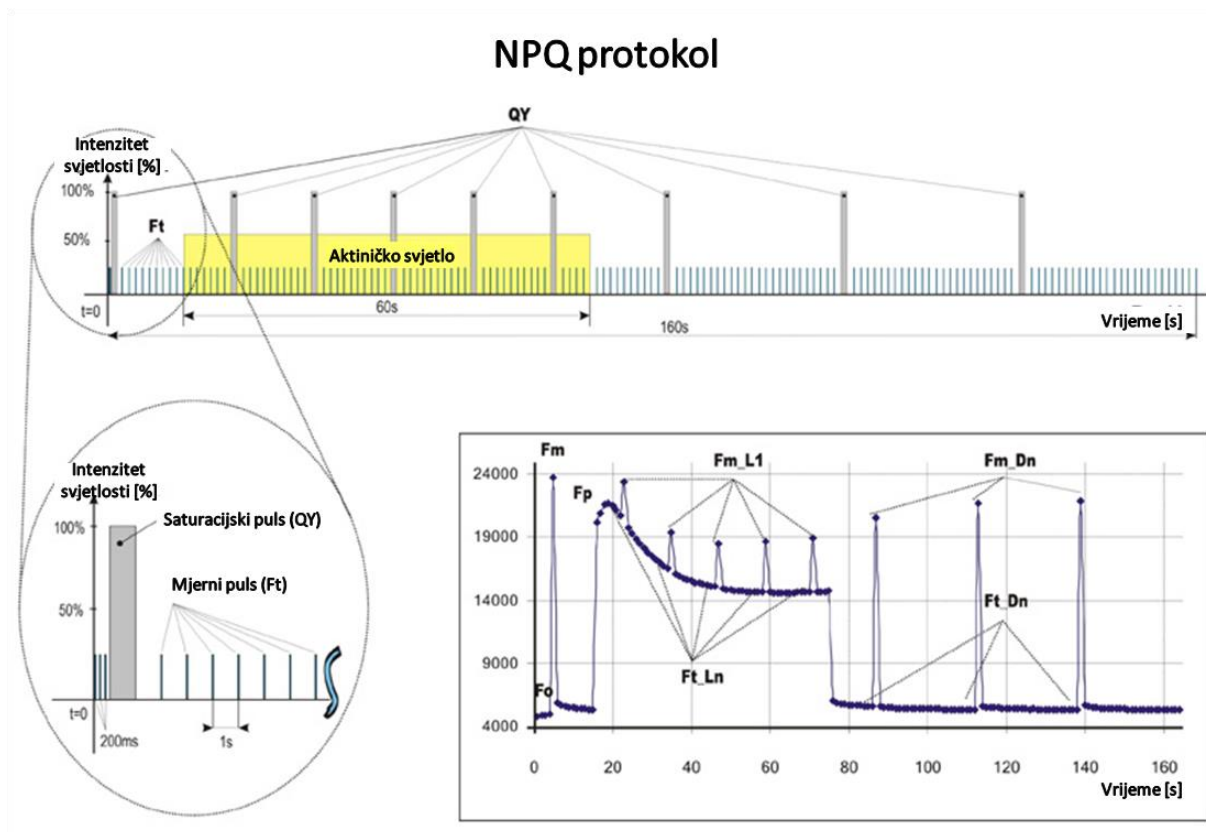 NPQ protokol
QY
Intenzitet
svjetlosti [%]
100%
Ft
50%
Aktiničko svjetlo
t=0
60s
160s
Vrijeme [s]
Intenzitet
svjetlosti [%]
100%
Saturacijski puls (QY)
Mjerni puls (Ft)
50%
t=0
200ms
1s
Fm
Fm_L1
Fm_Dn
24000
Fp
19000
14000
Ft_Dn
9000
Ft_Ln
Fo
4000
0 20 40 60 80 100 120 140 160
Vrijeme [s]